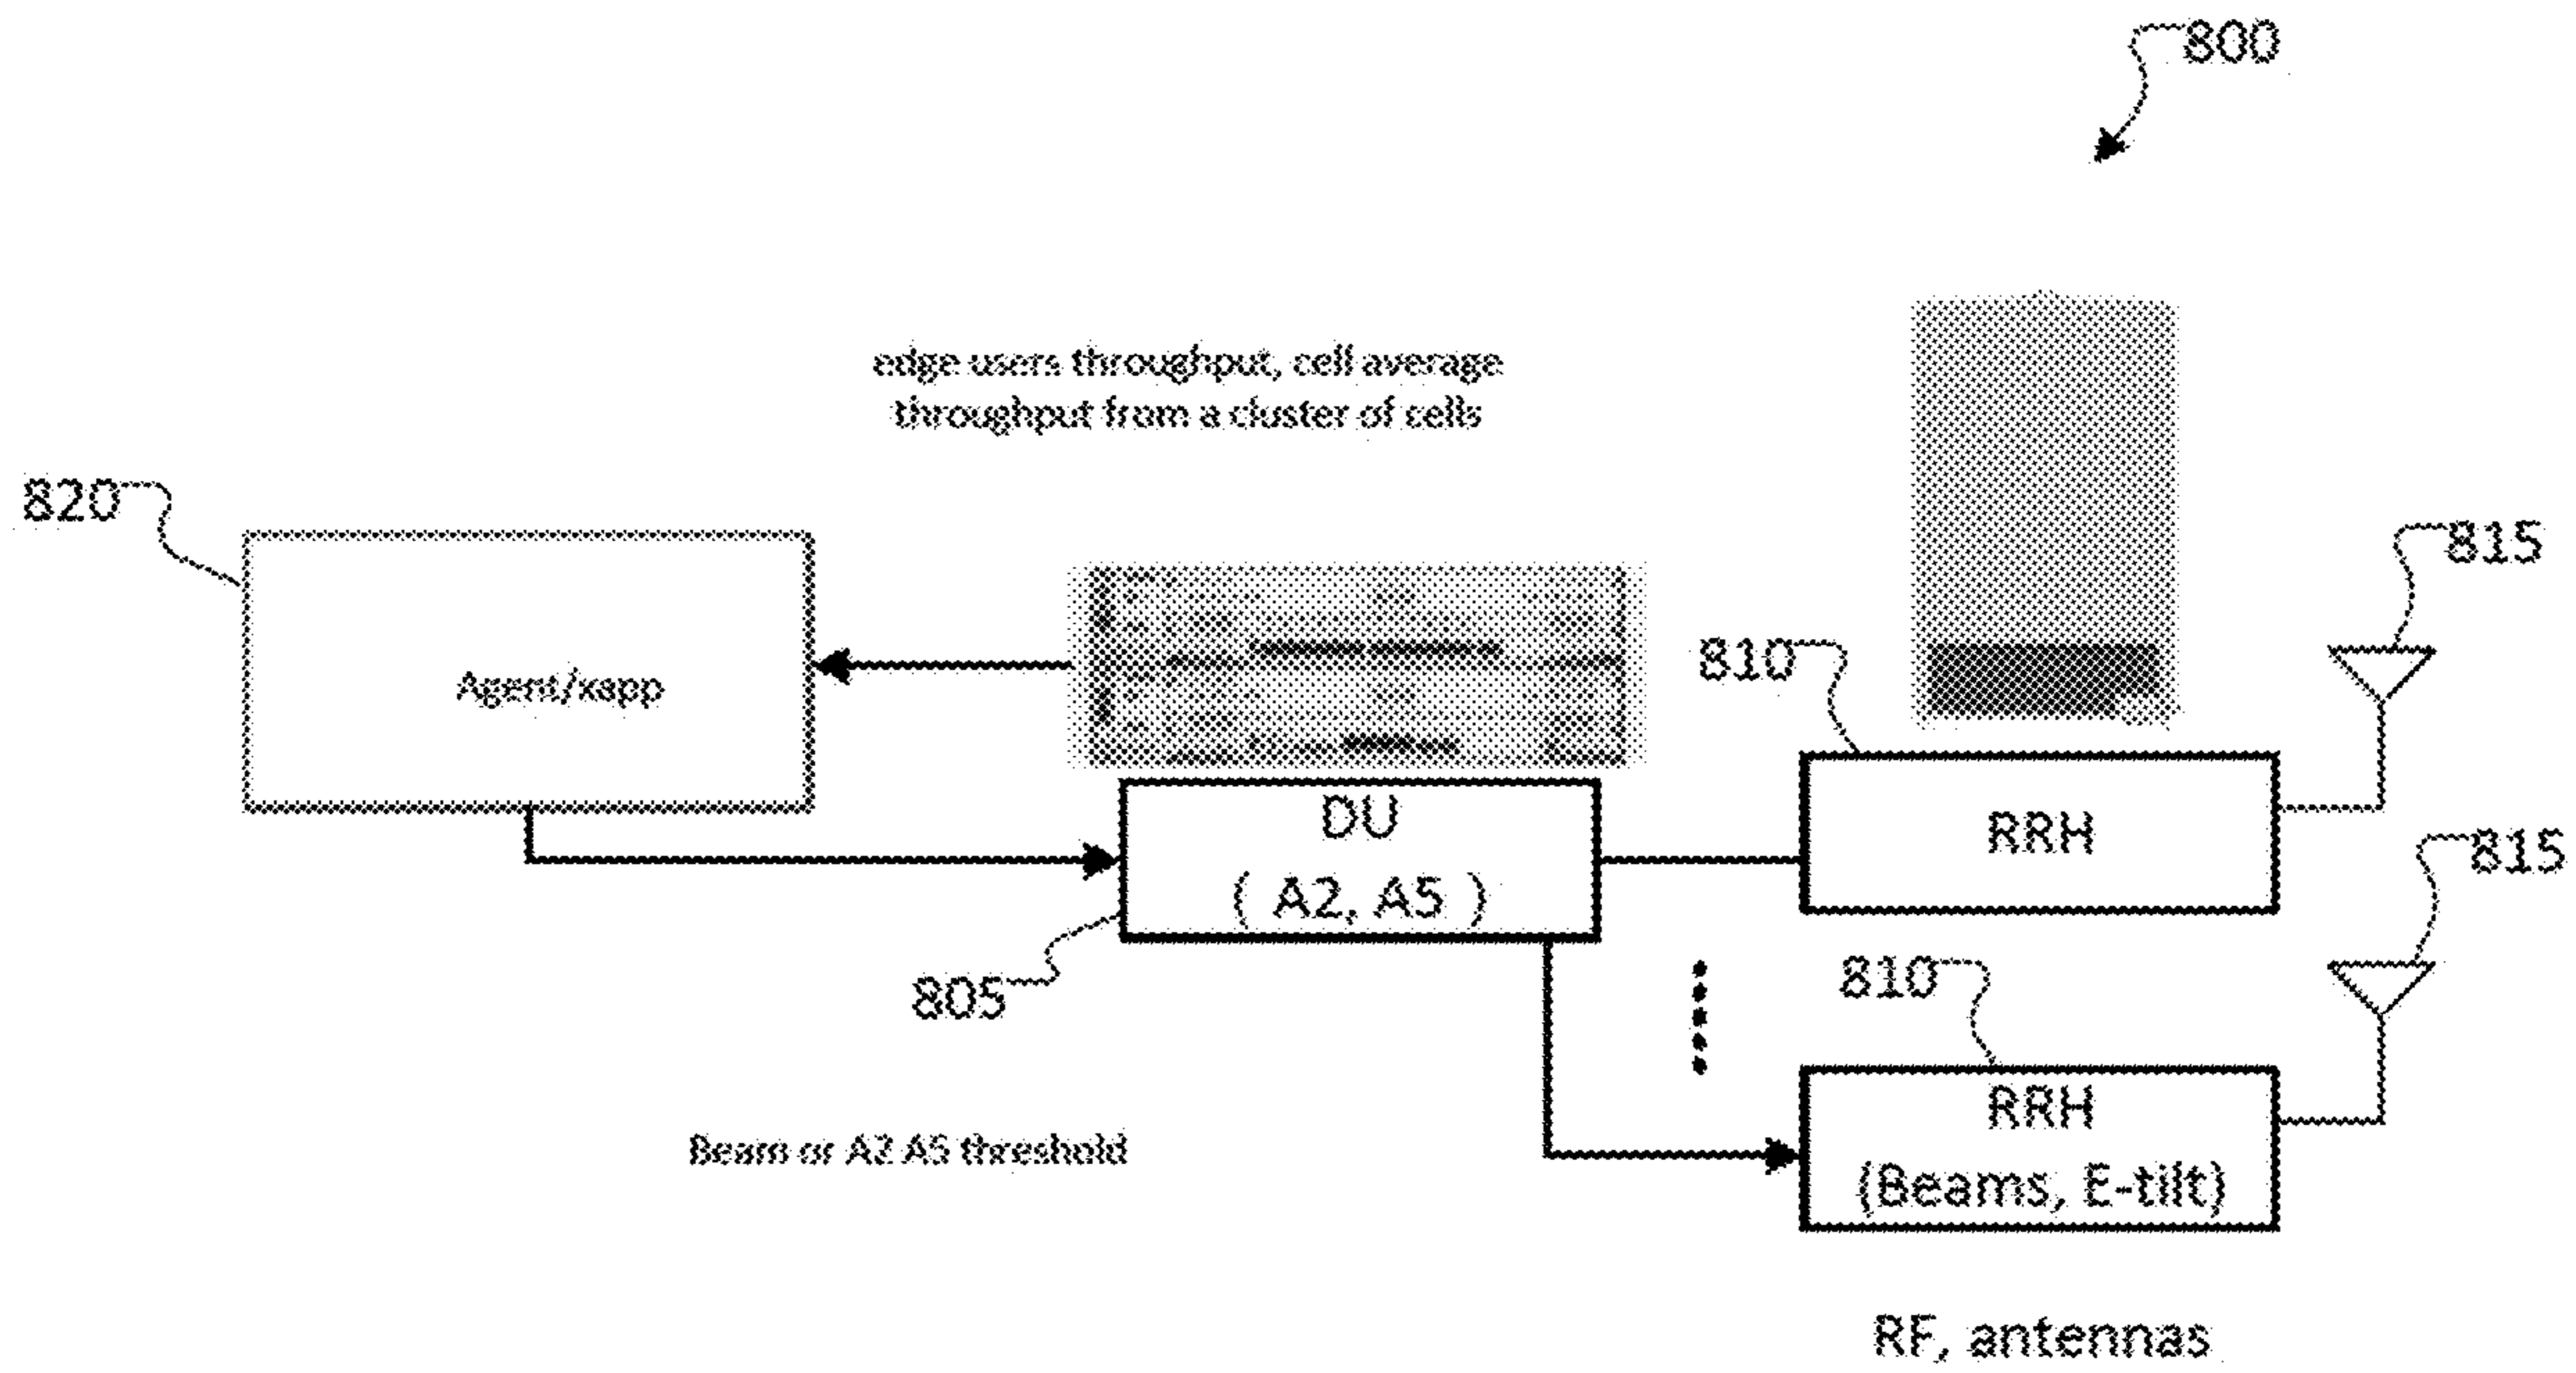 800
edge users throughput, cell average
throughput from a cluster of cells
820
815
810
Agent/xapp
DU
( A2, A5 )
RRH
815
805
810
Beam or A2 A5 threshold
RRH
(Beams, E-tilt)
RF, antennas